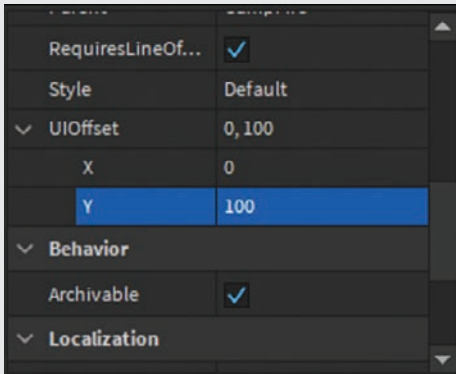 RequiresLineOf...
Style Default
UIOffset 0, 100
X 0
Y 100
Behavior
Archivable
Localization